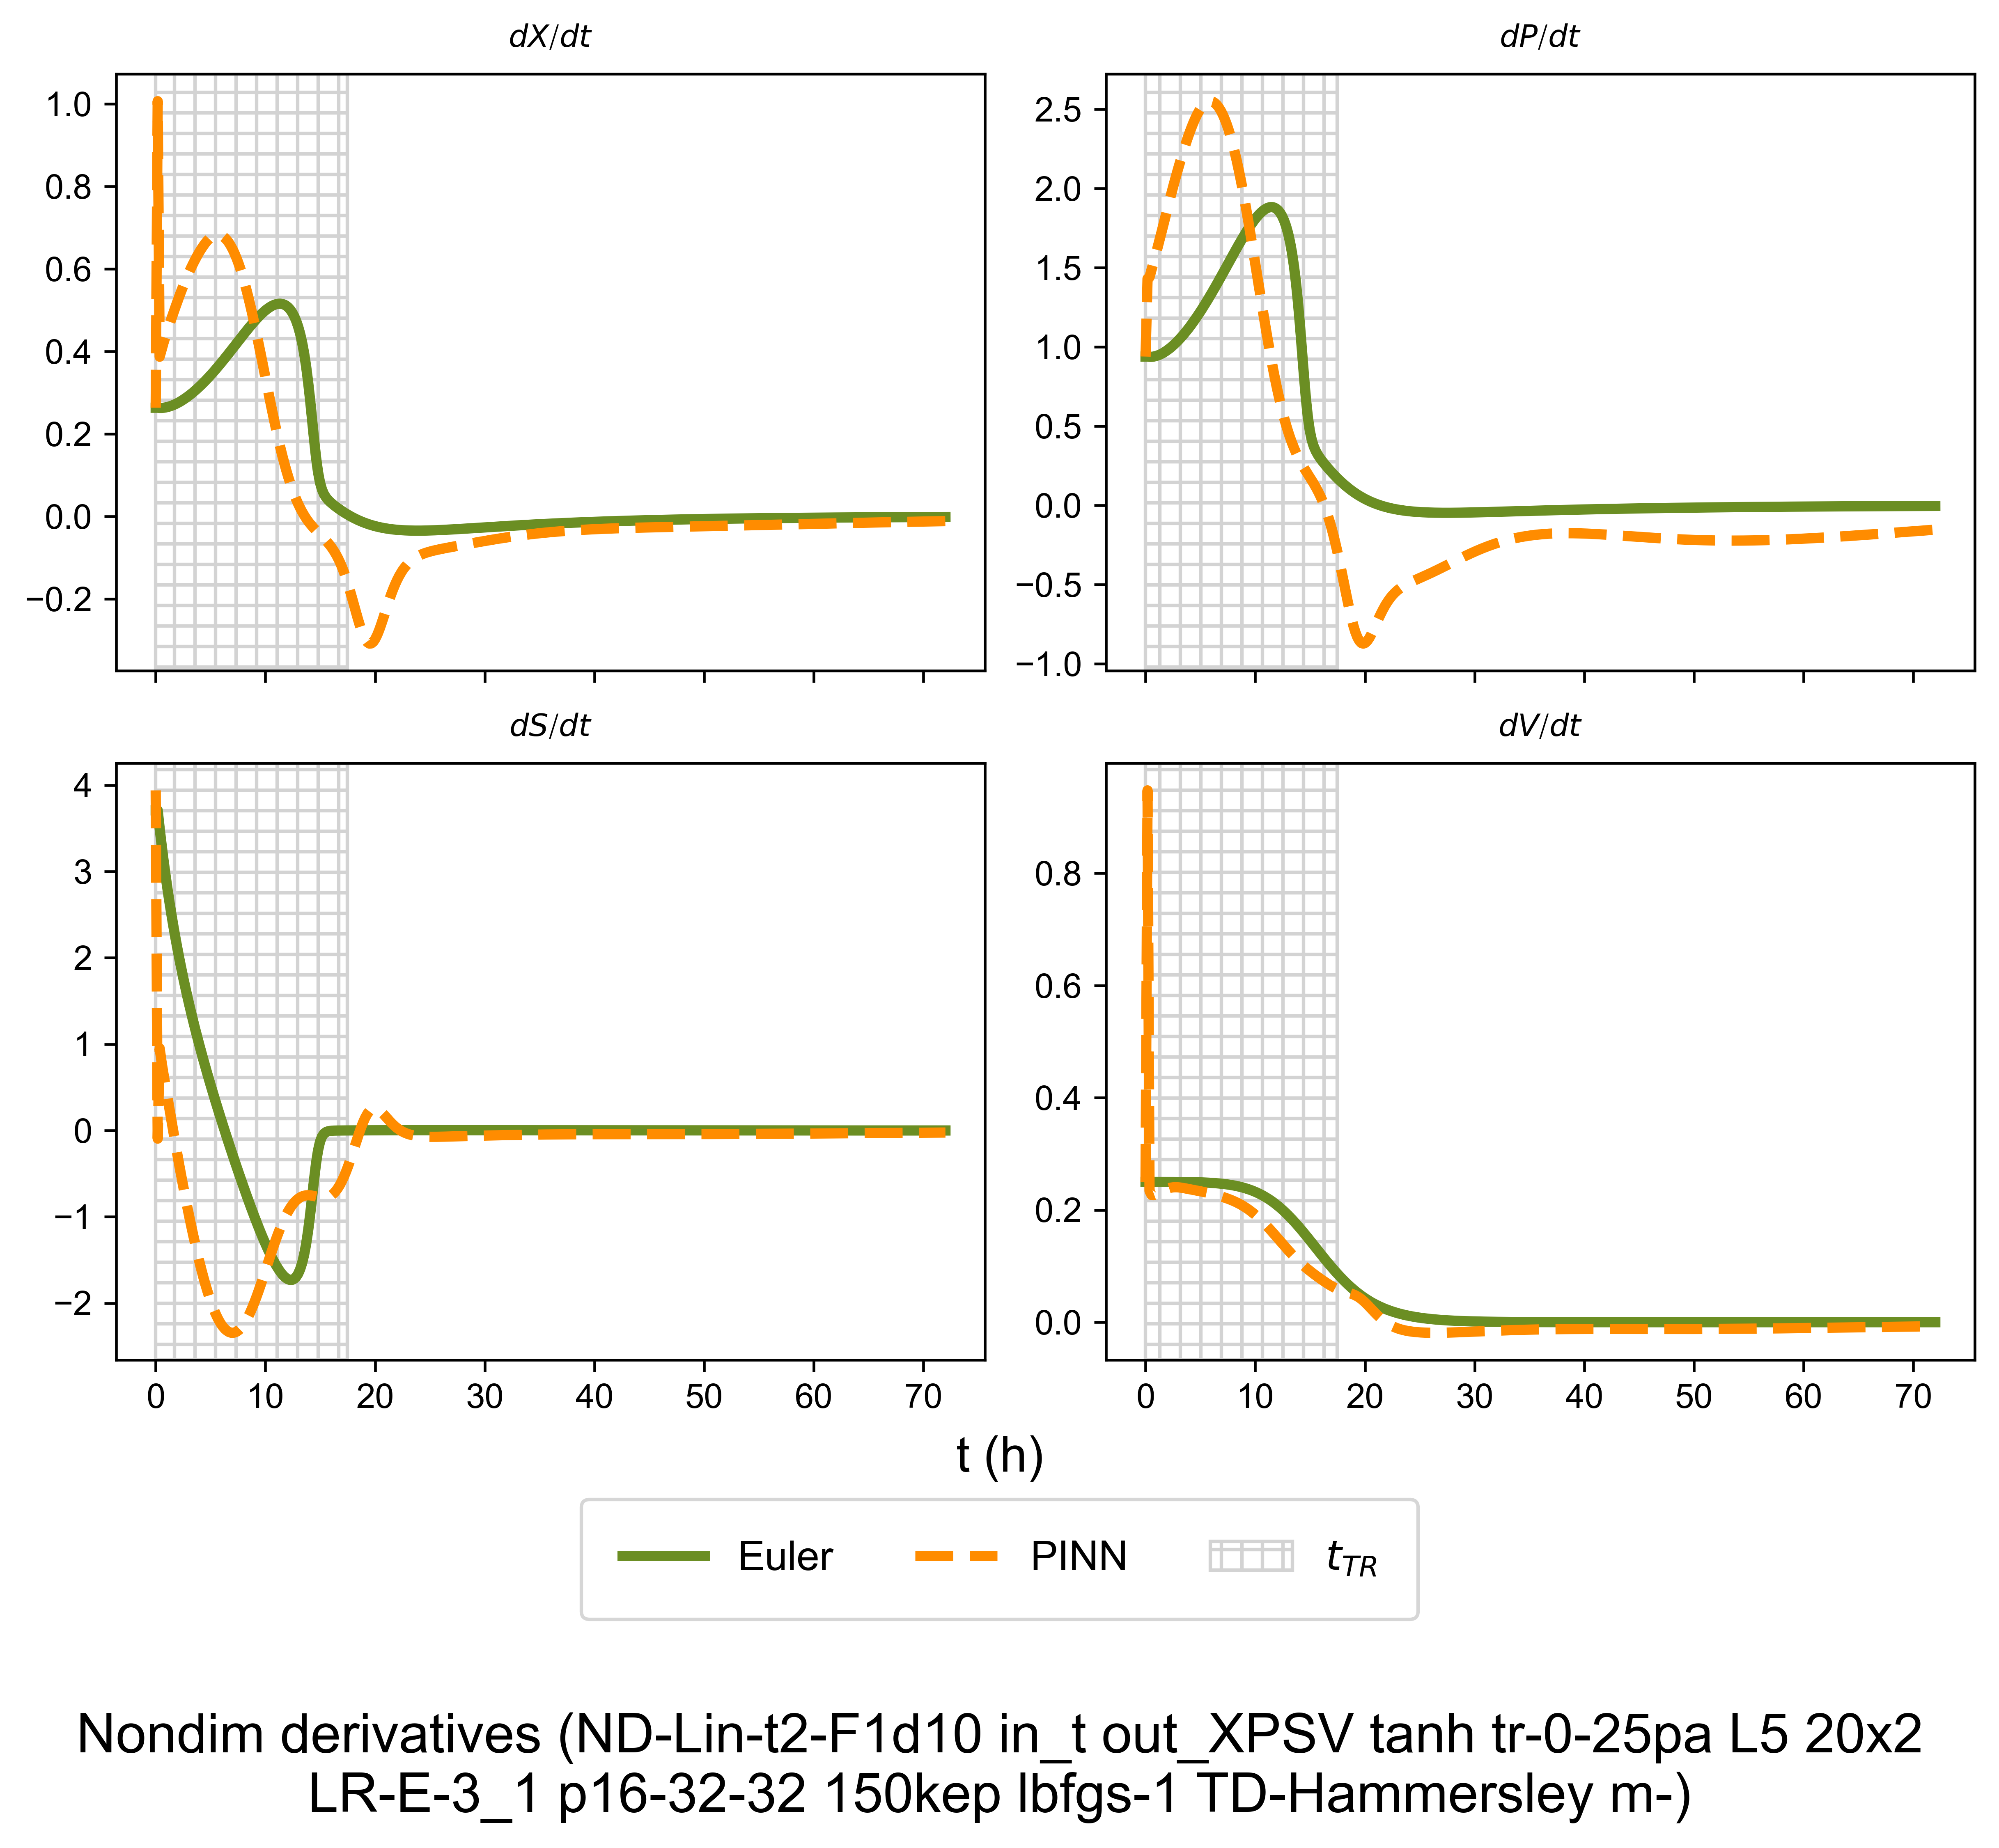 dX/dt
dP/dt
1.0
0.8
0.6
0.4
0.2
0.0
−0.2
2.5
2.0
1.5
1.0
0.5
0.0
−0.5
−1.0
dS/dt
dV/dt
4
3
2
1
0
−1
−2
0.8
0.6
0.4
0.2
0.0
0 10 20 30 40 50 60 70
0 10 20 30 40 50 60 70
t (h)
Euler PINN t_{TR}
Nondim derivatives (ND-Lin-t2-F1d10 in_t out_XPSV tanh tr-0-25pa L5 20x2
LR-E-3_1 p16-32-32 150kep lbfgs-1 TD-Hammersley m-)